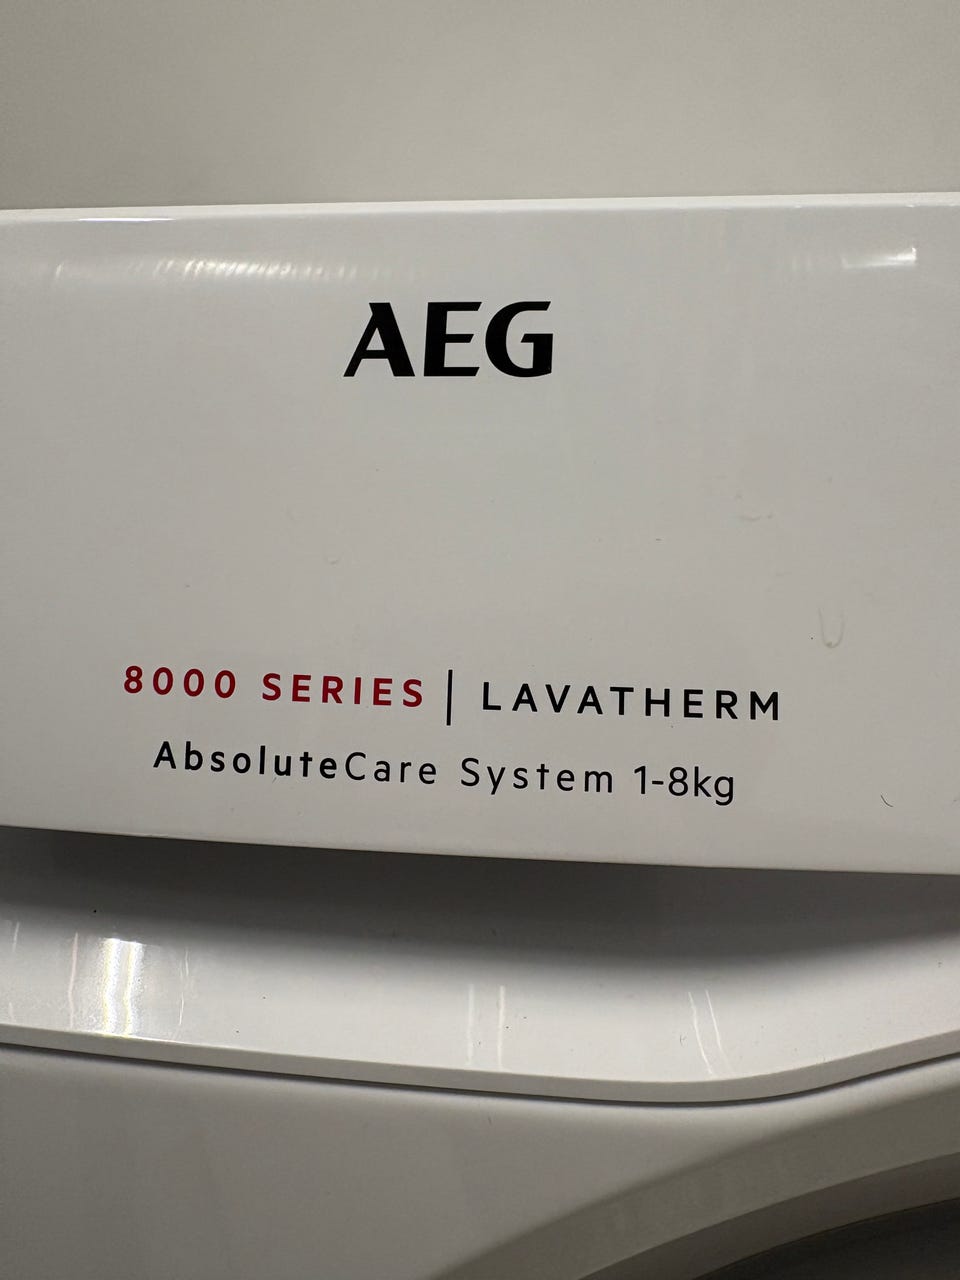 AEG
8000 SERIES | LAVATHERM
AbsoluteCare System 1-8kg